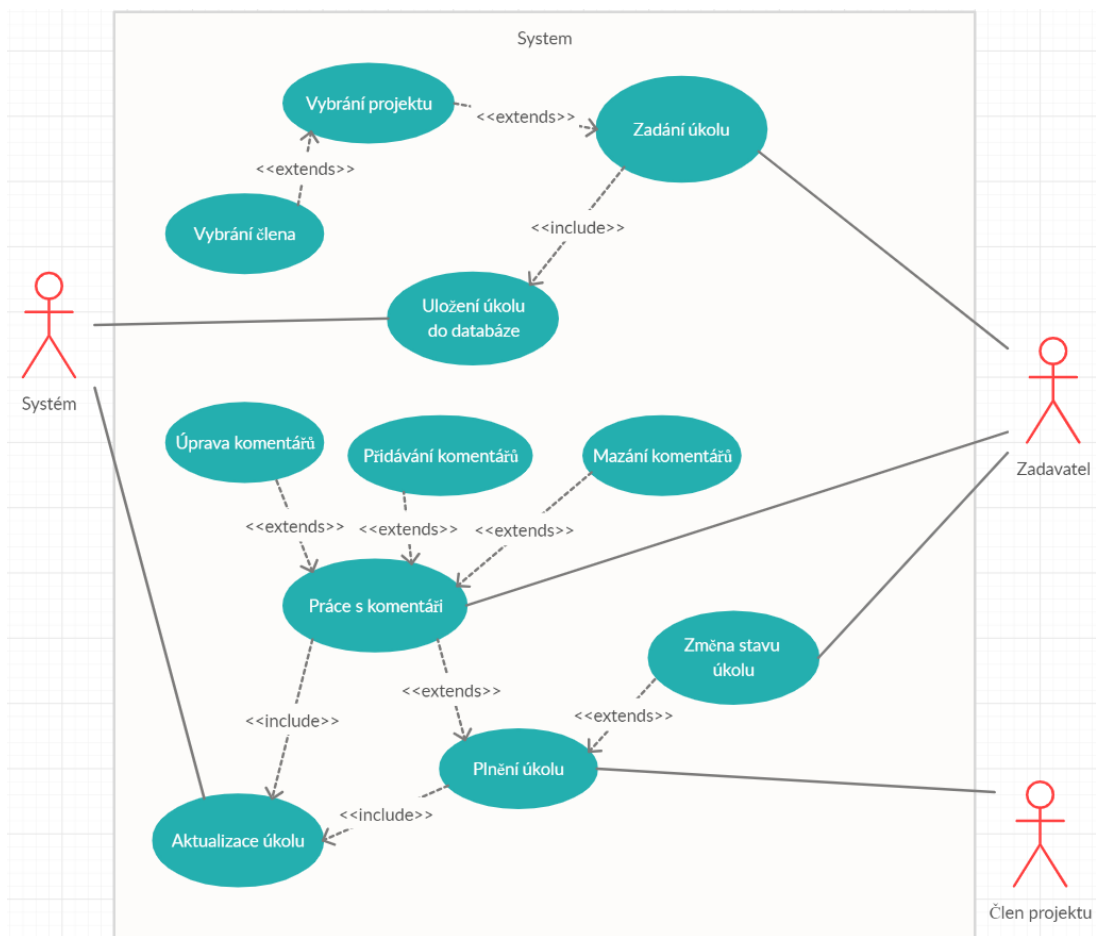 System
Vybrání projektu
<<extends>>
Zadání úkolu
<<extends>>
Vybrání člena
<<include>>
Uložení úkolu
do databáze
Systém
Zadavatel
Úprava komentářů
Přidávání komentářů
Mazání komentářů
<<extends>>
<<extends>>
<<extends>>
Práce s komentáři
Změna stavu
úkolu
<<extends>>
<<include>>
<<extends>>
Plnění úkolu
<<include>>
Aktualizace úkolu
Člen projektu